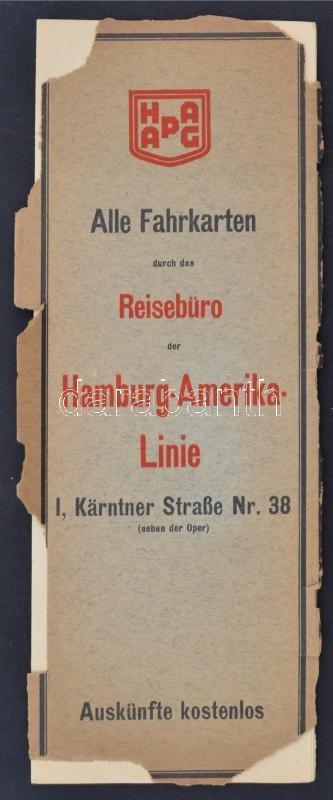 HAPAG
Alle Fahrkarten
durch das
Reisebüro
der
Hamburg-Amerika-
Linie
I, Kärntner Straße Nr. 38
(neben der Oper)
Auskünfte kostenlos
darabanth